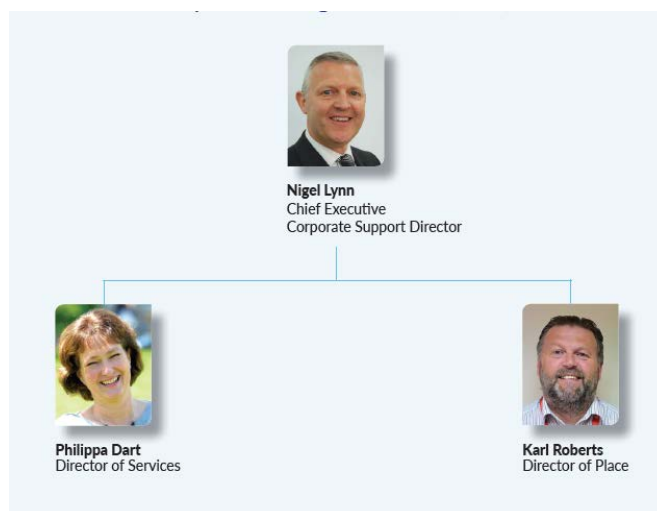 Nigel Lynn
Chief Executive
Corporate Support Director
Philippa Dart
Director of Services
Karl Roberts
Director of Place